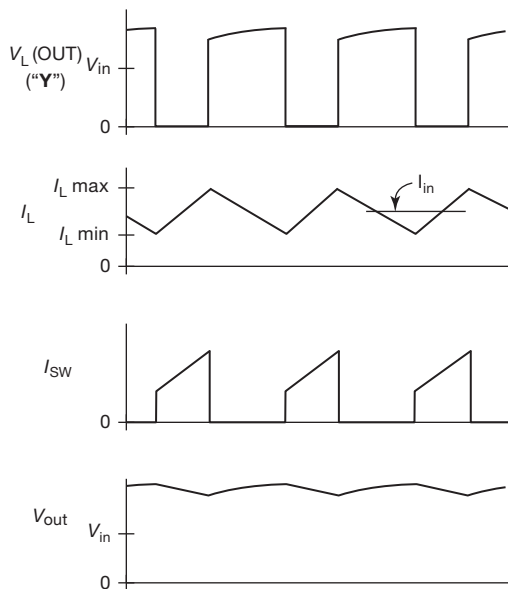 V_L (OUT)
("Y")
V_in
0
I_L max
I_in
I_L
I_L min
0
I_SW
0
V_out
V_in
0